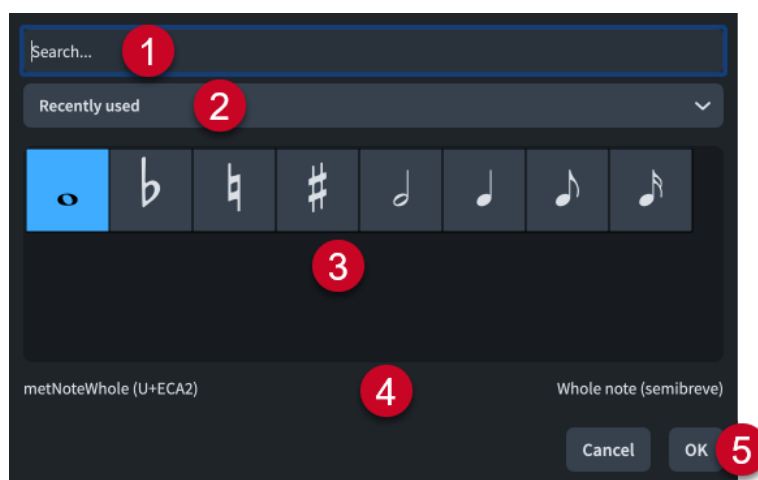 Search... 1
Recently used 2
3
metNoteWhole (U+ECA2) 4 Whole note (semibreve)
Cancel OK 5